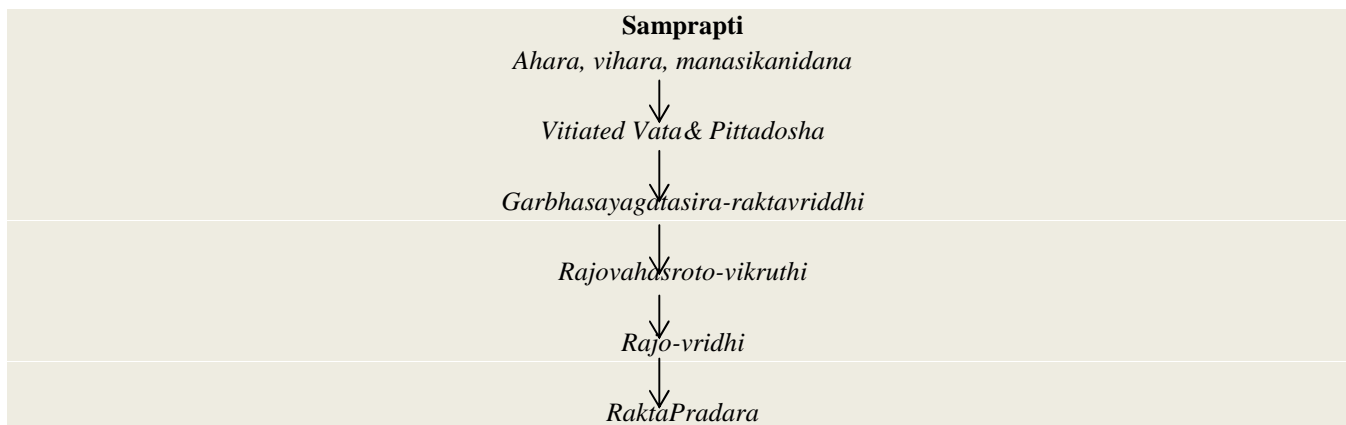 Samprapti
Ahara, vihara, manasikanidana
Vitiated Vata& Pittadosha
Garbhasayagatasira-raktavriddhi
Rajovahasroto-vikruthi
Rajo-vridhi
RaktaPradara